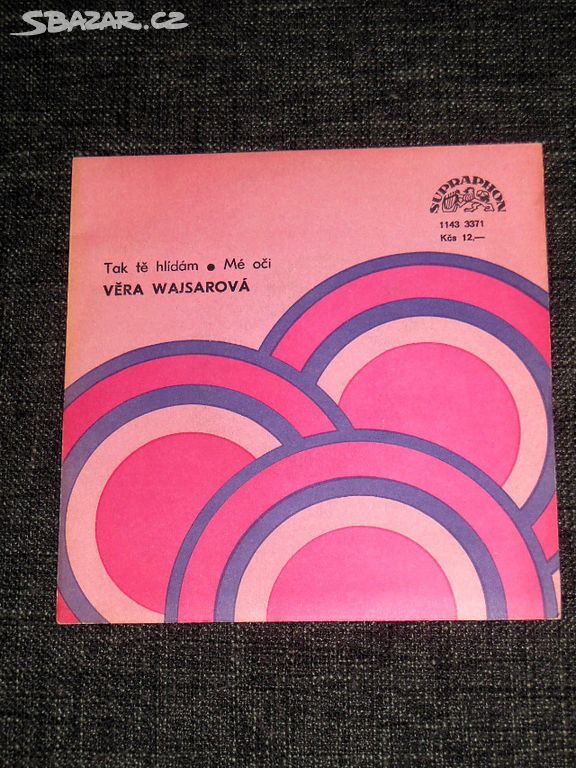 SBAZAR.CZ
SUPRAPHON
1143 3371
Kčs 12,—
Tak tě hlídám • Mé oči
VĚRA WAJSAROVÁ